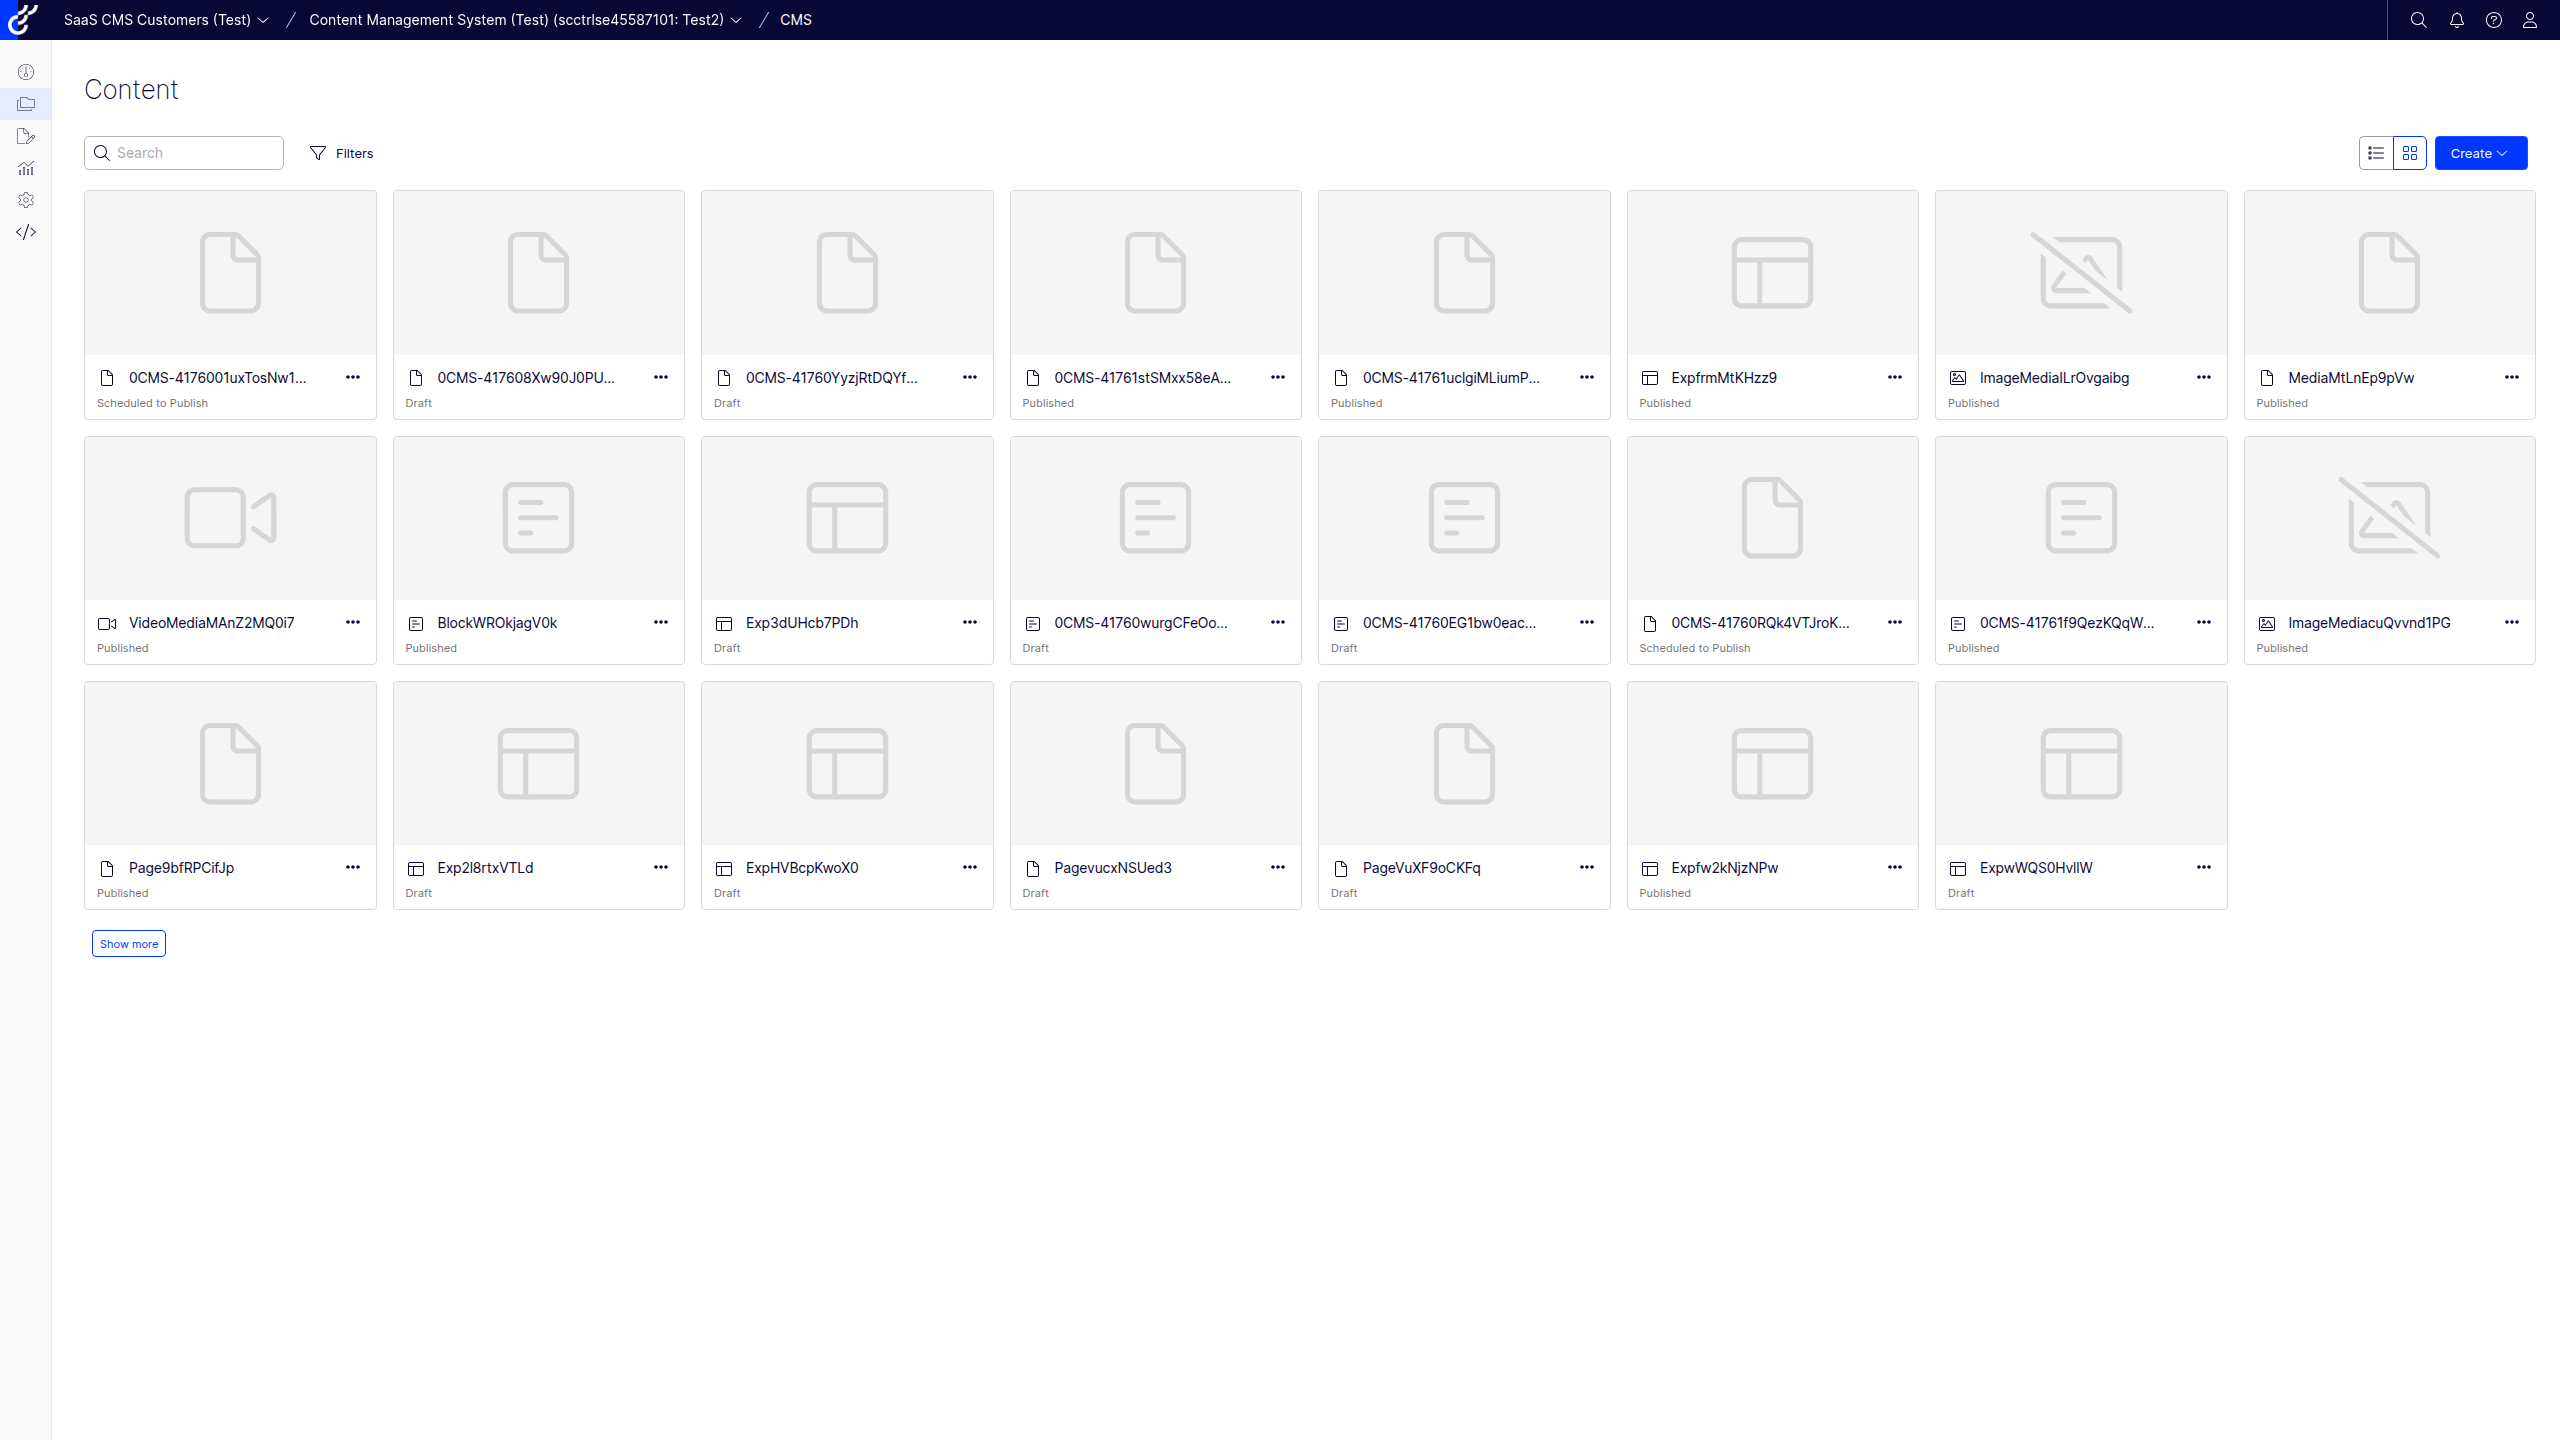 SaaS CMS Customers (Test) / Content Management System (Test) (scctrlse45587101: Test2) / CMS
Content
Search
Filters
Create
0CMS-4176001uxTosNw1...
Scheduled to Publish
0CMS-417608Xw90J0PU...
Draft
0CMS-41760YyzjRtDQYf...
Draft
0CMS-41761stSMxx58eA...
Published
0CMS-41761uclgiMLiumP...
Published
ExpfrmMtKHzz9
Published
ImageMediaILrOvgaibg
Published
MediaMtLnEp9pVw
Published
VideoMediaMAnZ2MQ0i7
Published
BlockWROkjagV0k
Published
Exp3dUHcb7PDh
Draft
0CMS-41760wurgCFeOo...
Draft
0CMS-41760EG1bw0eac...
Draft
0CMS-41760RQk4VTJroK...
Scheduled to Publish
0CMS-41761f9QezKQqW...
Published
ImageMediacuQvvnd1PG
Published
Page9bfRPCifJp
Published
Exp2l8rtxVTLd
Draft
ExpHVBcpKwoX0
Draft
PagevucxNSUed3
Draft
PageVuXF9oCKFq
Draft
Expfw2kNjzNPw
Published
ExpwWQS0HvllW
Draft
Show more